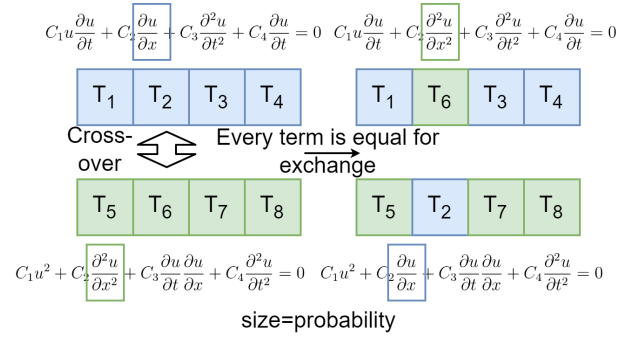 C₁u ∂u/∂t + C₂ ∂u/∂x + C₃ ∂²u/∂t² + C₄ ∂u/∂t = 0 C₁u ∂u/∂t + C₂ ∂²u/∂x² + C₃ ∂²u/∂t² + C₄ ∂u/∂t = 0
T₁ T₂ T₃ T₄ T₁ T₆ T₃ T₄
Cross- Every term is equal for
over exchange
T₅ T₆ T₇ T₈ T₅ T₂ T₇ T₈
C₁u² + C₂ ∂²u/∂x² + C₃ ∂u/∂t ∂u/∂x + C₄ ∂²u/∂t² = 0 C₁u² + C₂ ∂u/∂x + C₃ ∂u/∂t ∂u/∂x + C₄ ∂²u/∂t² = 0
size=probability